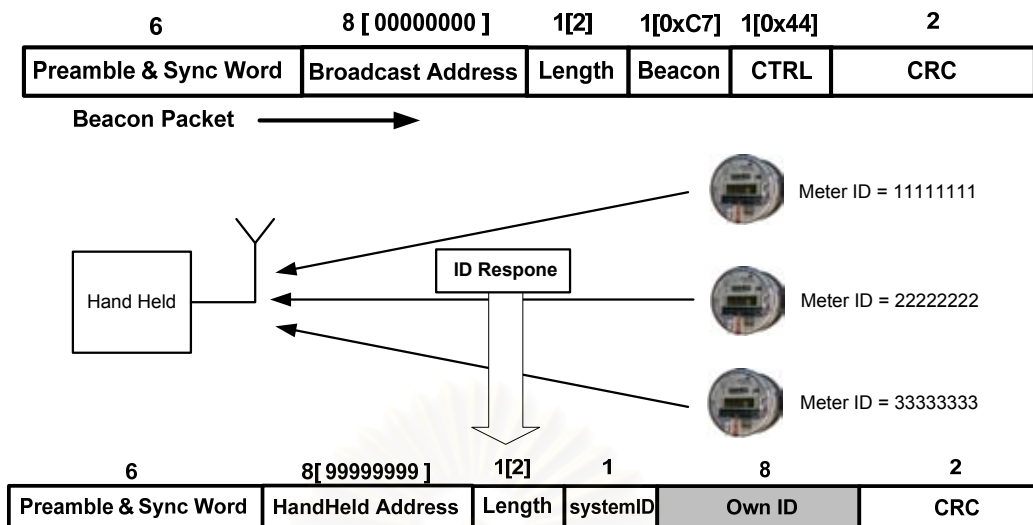 6 8 [ 00000000 ] 1[2] 1[0xC7] 1[0x44] 2
Preamble & Sync Word Broadcast Address Length Beacon CTRL CRC
Beacon Packet
Meter ID = 11111111
ID Respone
Hand Held
Meter ID = 22222222
Meter ID = 33333333
6 8[ 99999999 ] 1[2] 1 8 2
Preamble & Sync Word HandHeld Address Length systemID Own ID CRC